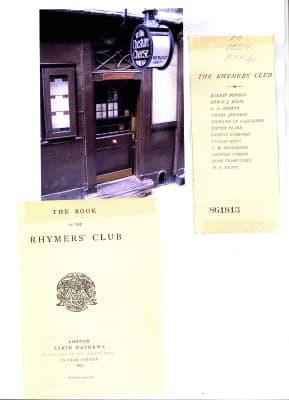 Cheshire
Cheese
THE RHYMERS' CLUB
ERNEST DOWSON
EDWIN J. ELLIS
G. A. GREENE
LIONEL JOHNSON
RICHARD LE GALLIENNE
VICTOR PLARR
ERNEST RADFORD
ERNEST RHYS
T. W. ROLLESTON
ARTHUR SYMONS
JOHN TODHUNTER
W. B. YEATS
861813
THE BOOK
OF THE
RHYMERS' CLUB
LONDON
ELKIN MATHEWS